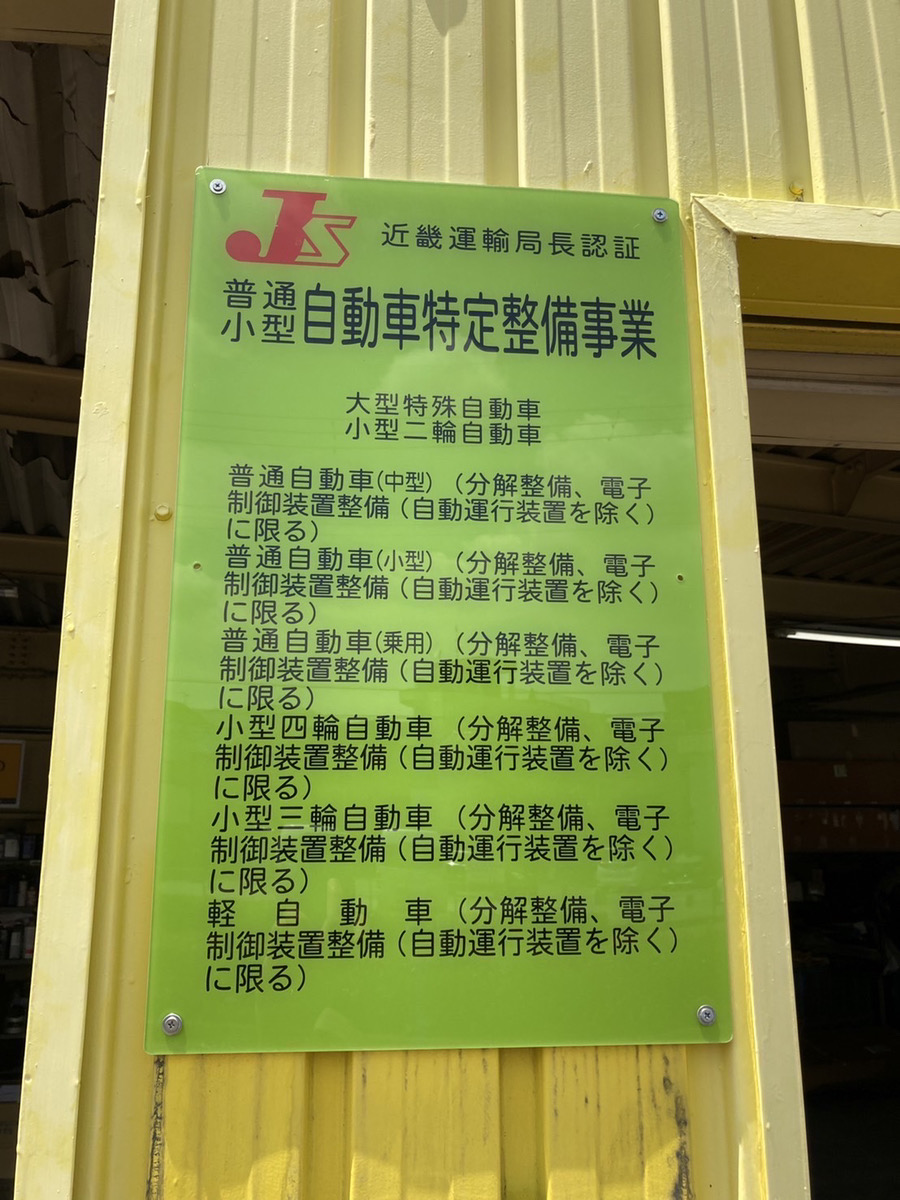 JS 近畿運輸局長認証
普通
小型 自動車特定整備事業
大型特殊自動車
小型二輪自動車
普通自動車(中型)（分解整備、電子
制御装置整備（自動運行装置を除く）
に限る）
普通自動車(小型)（分解整備、電子
制御装置整備（自動運行装置を除く）
に限る）
普通自動車(乗用)（分解整備、電子
制御装置整備（自動運行装置を除く）
に限る）
小型四輪自動車（分解整備、電子
制御装置整備（自動運行装置を除く）
に限る）
小型三輪自動車（分解整備、電子
制御装置整備（自動運行装置を除く）
に限る）
軽自動車（分解整備、電子
制御装置整備（自動運行装置を除く）
に限る）